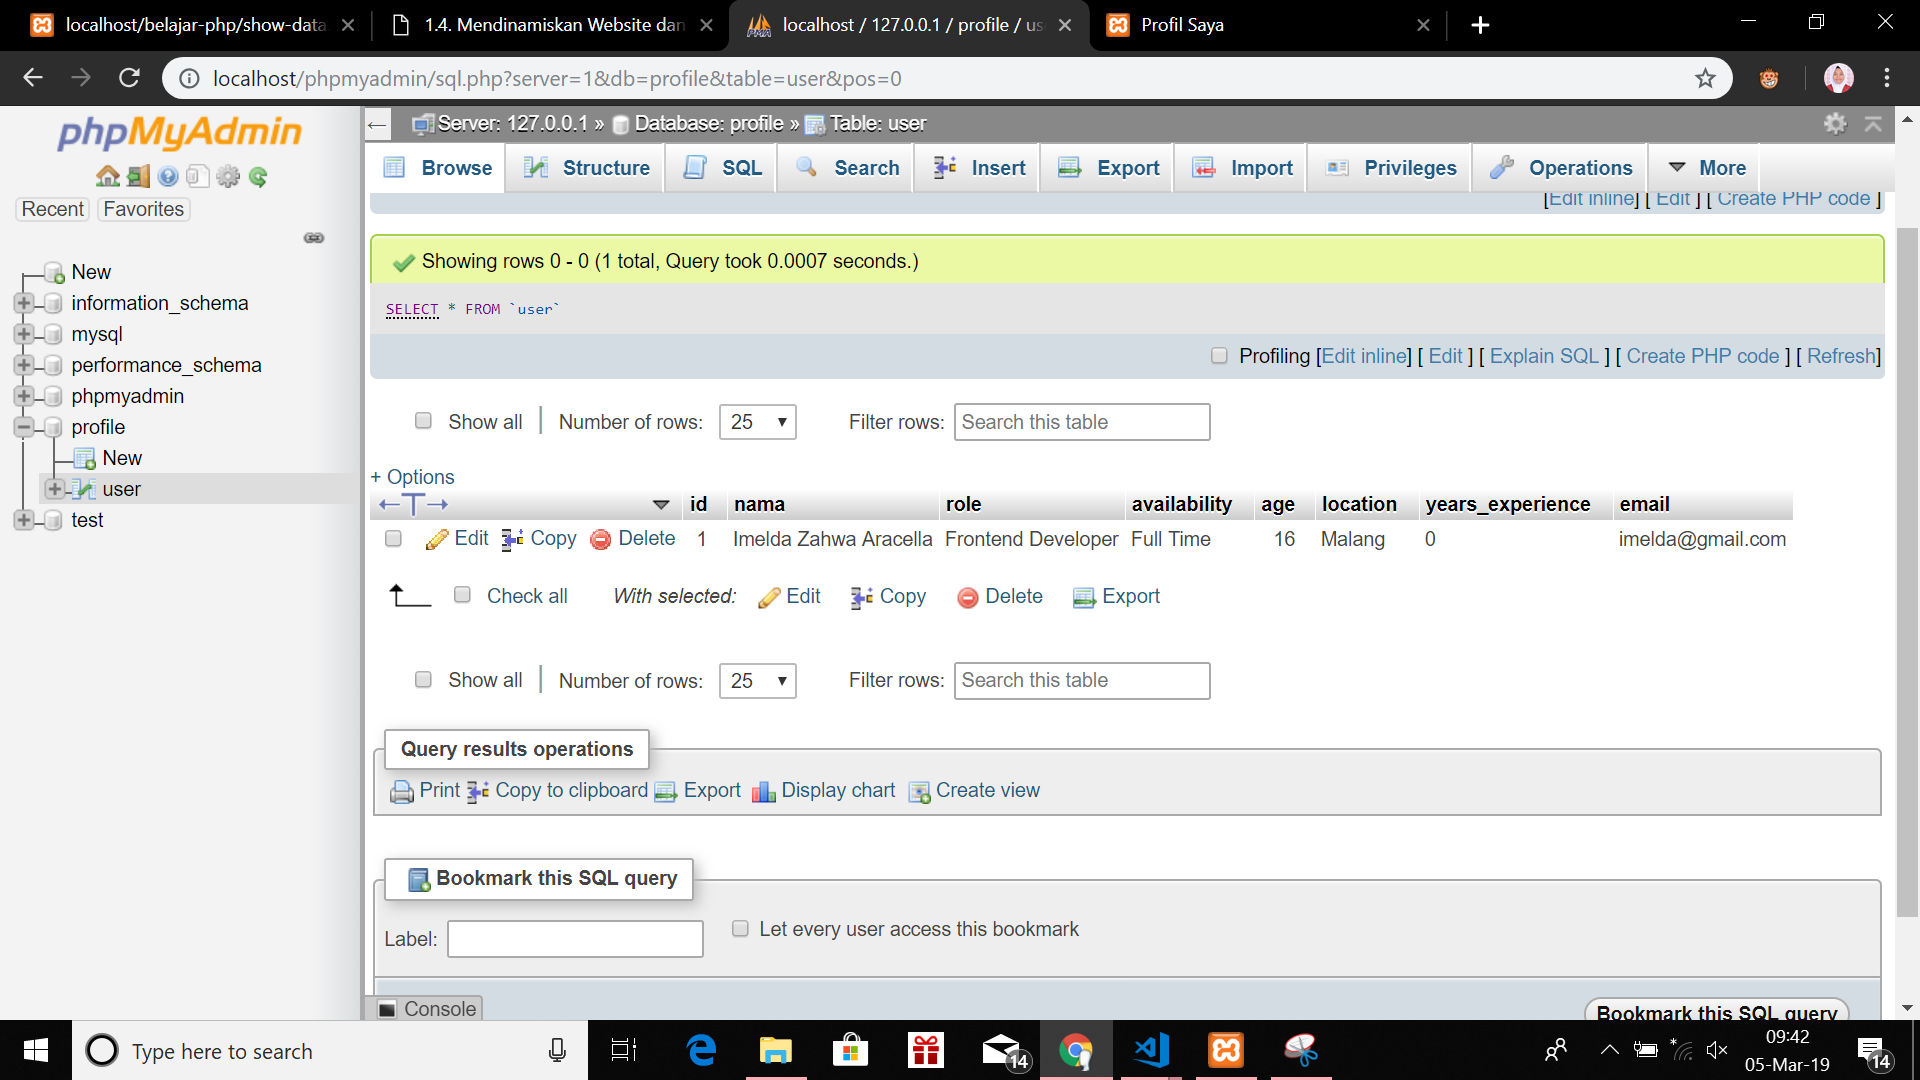 localhost/belajar-php/show-data
1.4. Mendinamiskan Website dan
localhost / 127.0.0.1 / profile / us
Profil Saya
localhost/phpmyadmin/sql.php?server=1&db=profile&table=user&pos=0
phpMyAdmin
Recent Favorites
New
information_schema
mysql
performance_schema
phpmyadmin
profile
New
user
test
Server: 127.0.0.1 » Database: profile » Table: user
Browse Structure SQL Search Insert Export Import Privileges Operations More
[Edit inline] [ Edit ] [ Create PHP code ]
Showing rows 0 - 0 (1 total, Query took 0.0007 seconds.)
SELECT * FROM `user`
Profiling [Edit inline] [ Edit ] [ Explain SQL ] [ Create PHP code ] [ Refresh]
Show all Number of rows: 25 Filter rows: Search this table
+ Options
←T→ id nama role availability age location years_experience email
Edit Copy Delete 1 Imelda Zahwa Aracella Frontend Developer Full Time 16 Malang 0 imelda@gmail.com
Check all With selected: Edit Copy Delete Export
Show all Number of rows: 25 Filter rows: Search this table
Query results operations
Print Copy to clipboard Export Display chart Create view
Bookmark this SQL query
Label: Let every user access this bookmark
Console
Bookmark this SQL query
Type here to search
14
09:42
05-Mar-19
14